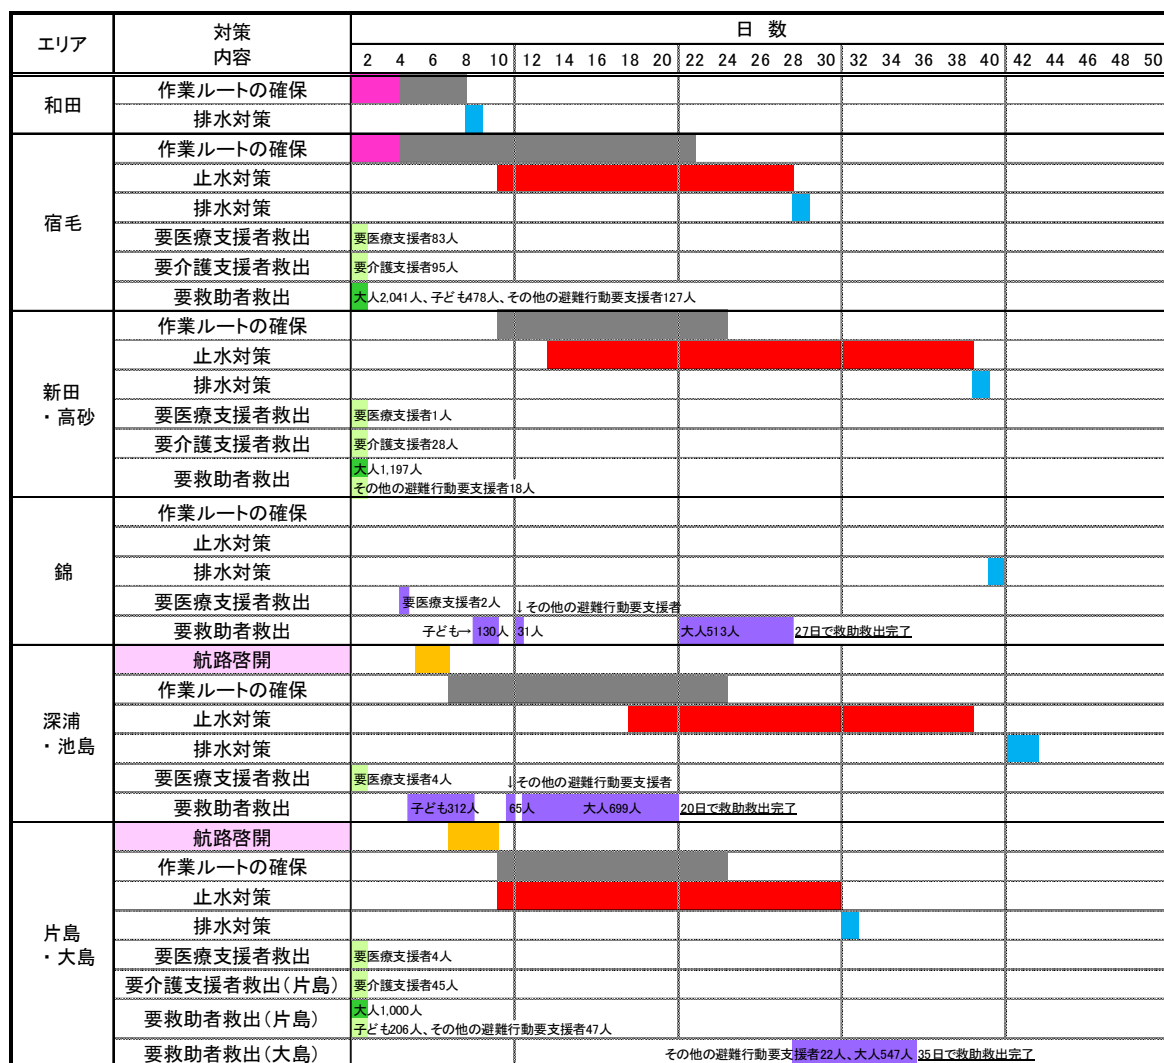 エリア
対策
内容
日 数
2 4 6 8 10 12 14 16 18 20 22 24 26 28 30 32 34 36 38 40 42 44 46 48 50
和田
作業ルートの確保
排水対策
宿毛
作業ルートの確保
止水対策
排水対策
要医療支援者救出
要医療支援者83人
要介護支援者救出
要介護支援者95人
要救助者救出
大人2,041人、子ども478人、その他の避難行動要支援者127人
新田
・高砂
作業ルートの確保
止水対策
排水対策
要医療支援者救出
要医療支援者1人
要介護支援者救出
要介護支援者28人
要救助者救出
大人1,197人
その他の避難行動要支援者18人
錦
作業ルートの確保
止水対策
排水対策
要医療支援者救出
要医療支援者2人
↓その他の避難行動要支援者
要救助者救出
子ども→ 130人 31人 大人513人 27日で救助救出完了
深浦
・池島
航路啓開
作業ルートの確保
止水対策
排水対策
要医療支援者救出
要医療支援者4人
↓その他の避難行動要支援者
要救助者救出
子ども312人 65人 大人699人 20日で救助救出完了
片島
・大島
航路啓開
作業ルートの確保
止水対策
排水対策
要医療支援者救出
要医療支援者4人
要介護支援者救出(片島)
要介護支援者45人
要救助者救出(片島)
大人1,000人
子ども206人、その他の避難行動要支援者47人
要救助者救出(大島)
その他の避難行動要支援者22人、大人547人 35日で救助救出完了